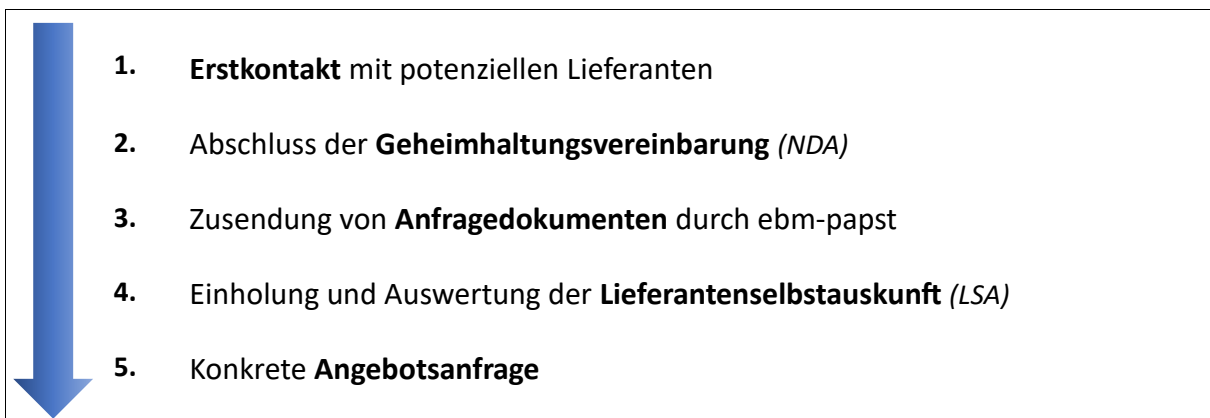 1. Erstkontakt mit potenziellen Lieferanten
2. Abschluss der Geheimhaltungsvereinbarung (NDA)
3. Zusendung von Anfragedokumenten durch ebm-papst
4. Einholung und Auswertung der Lieferantenselbstauskunft (LSA)
5. Konkrete Angebotsanfrage